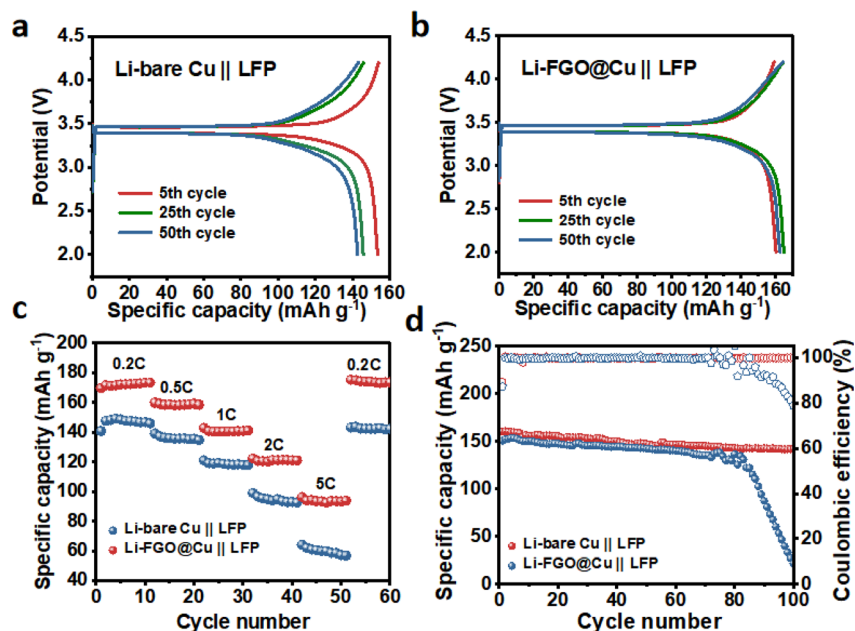 a
Li-bare Cu || LFP
Potential (V)
4.5
4.0
3.5
3.0
2.5
2.0
5th cycle
25th cycle
50th cycle
0 20 40 60 80 100 120 140 160
Specific capacity (mAh g⁻¹)
b
Li-FGO@Cu || LFP
Potential (V)
4.5
4.0
3.5
3.0
2.5
2.0
5th cycle
25th cycle
50th cycle
0 20 40 60 80 100 120 140 160
Specific capacity (mAh g⁻¹)
c
Specific capacity (mAh g⁻¹)
200
180
160
140
120
100
80
60
40
0.2C 0.5C 1C 2C 5C 0.2C
Li-bare Cu || LFP
Li-FGO@Cu || LFP
0 10 20 30 40 50 60
Cycle number
d
Specific capacity (mAh g⁻¹)
250
200
150
100
50
0
Li-bare Cu || LFP
Li-FGO@Cu || LFP
0 20 40 60 80 100
Cycle number
100
80
60
40
20
0
Coulombic efficiency (%)